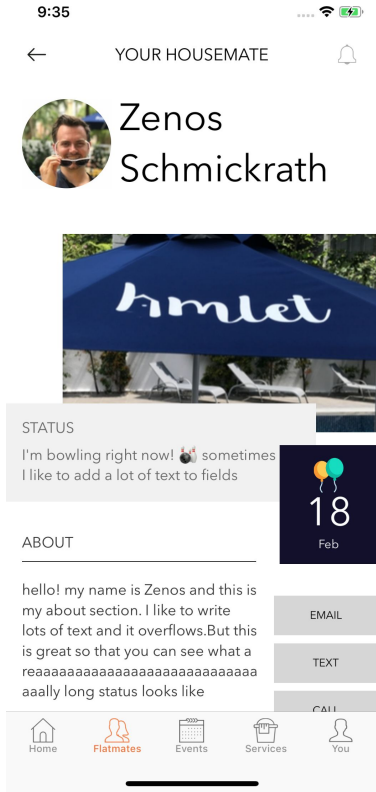 9:35
YOUR HOUSEMATE
Zenos
Schmickrath
hmlet
STATUS
I'm bowling right now! 🎳 sometimes
I like to add a lot of text to fields
18
Feb
ABOUT
hello! my name is Zenos and this is
my about section. I like to write
lots of text and it overflows.But this
is great so that you can see what a
reaaaaaaaaaaaaaaaaaaaaaaaaaaaa
aaally long status looks like
EMAIL
TEXT
CALL
Home
Flatmates
Events
Services
You